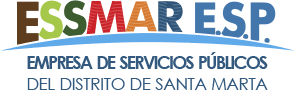 ESSMAR E.S.P.
EMPRESA DE SERVICIOS PÚBLICOS
DEL DISTRITO DE SANTA MARTA